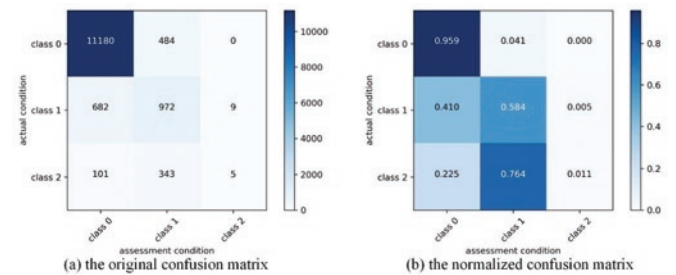 class 0
class 1
class 2
actual condition
11180 484 0
682 972 9
101 343 5
class 0 class 1 class 2
assessment condition
10000
8000
6000
4000
2000
0
(a) the original confusion matrix
class 0
class 1
class 2
actual condition
0.959 0.041 0.000
0.410 0.584 0.005
0.225 0.764 0.011
class 0 class 1 class 2
assessment condition
0.8
0.6
0.4
0.2
0.0
(b) the normalized confusion matrix